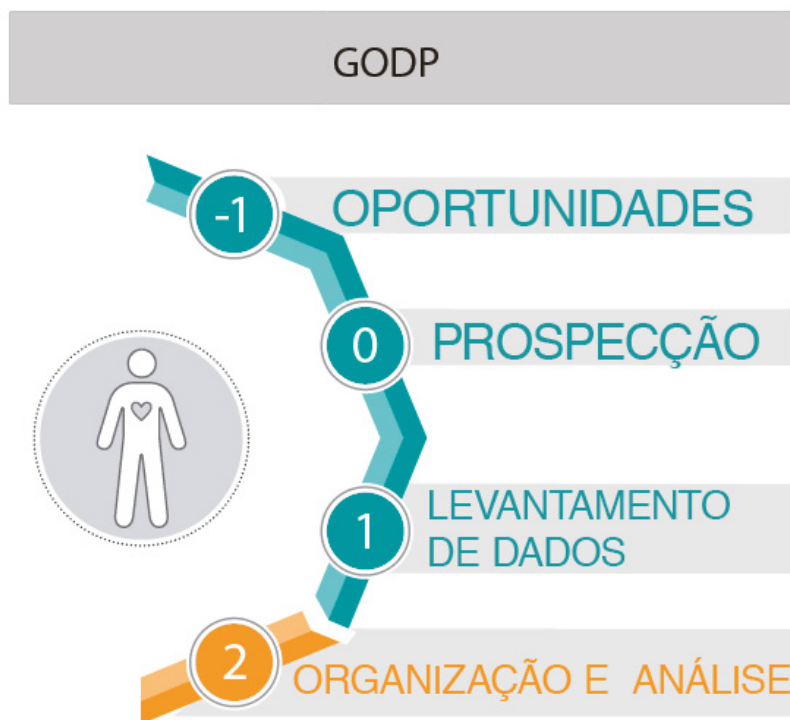 GODP
-1 OPORTUNIDADES
0 PROSPECÇÃO
1 LEVANTAMENTO
DE DADOS
2 ORGANIZAÇÃO E ANÁLISE